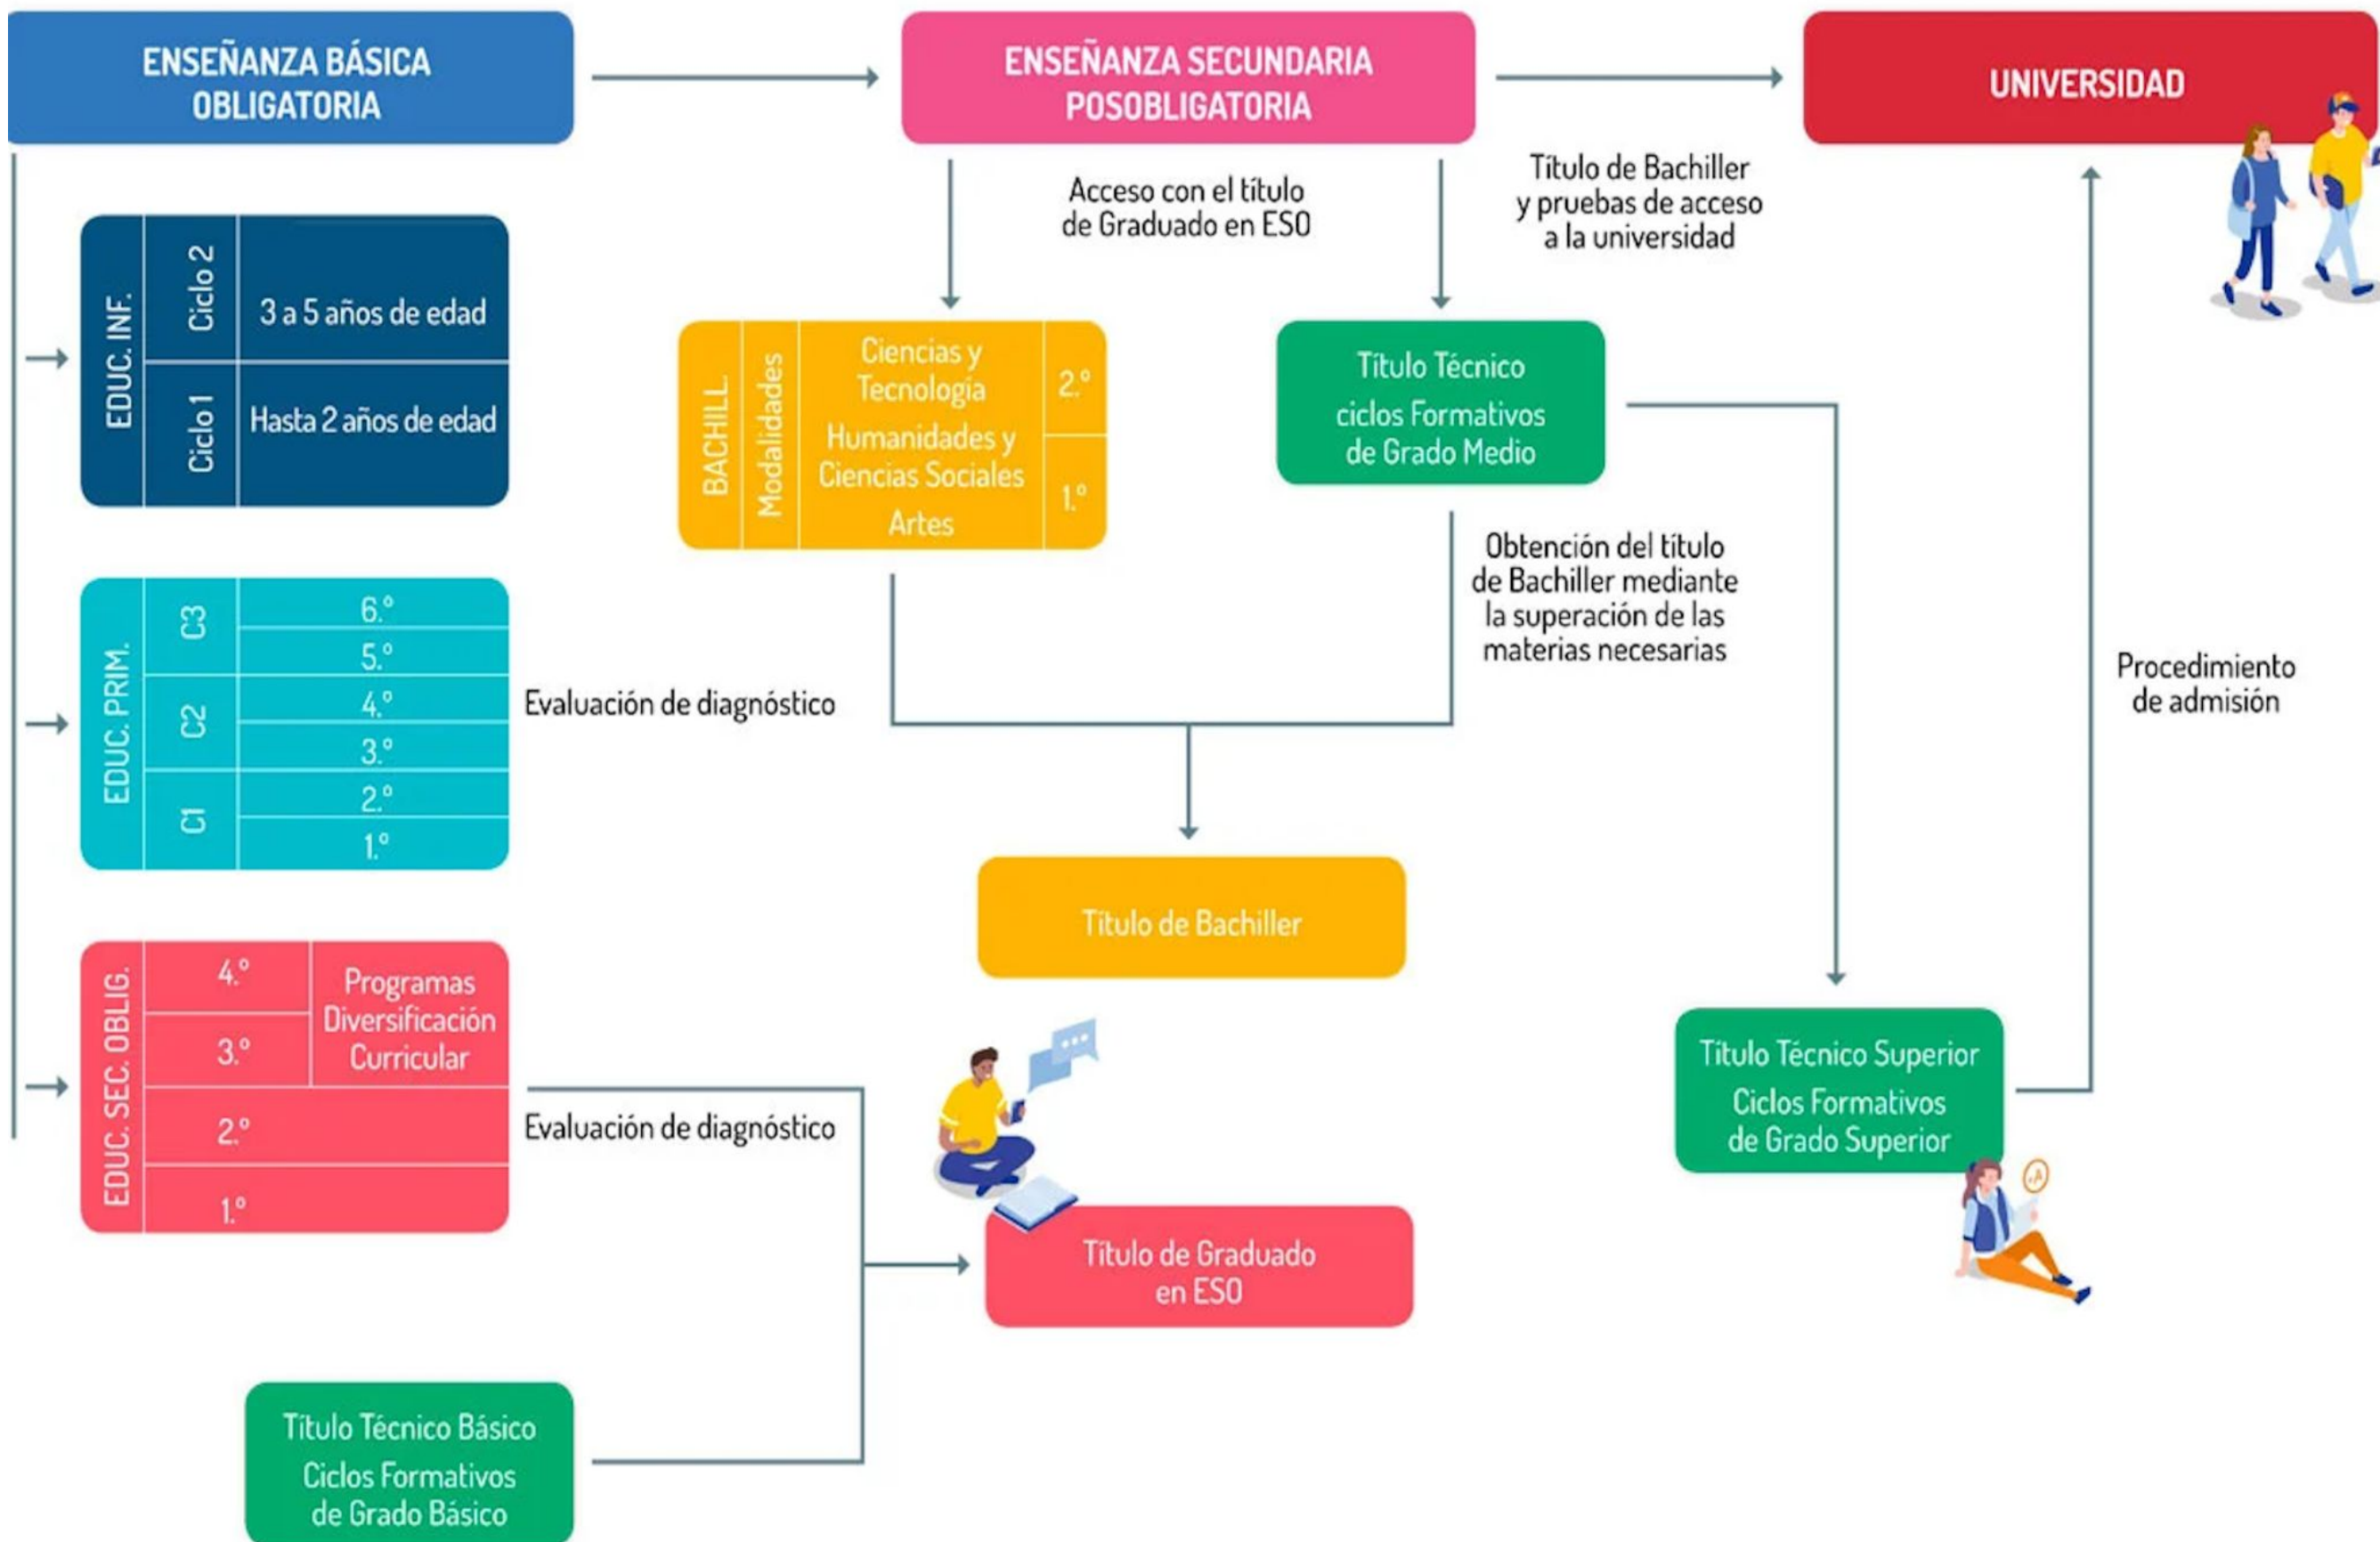 ENSEÑANZA BÁSICA
OBLIGATORIA
ENSEÑANZA SECUNDARIA
POSOBLIGATORIA
UNIVERSIDAD
Acceso con el título
de Graduado en ESO
Título de Bachiller
y pruebas de acceso
a la universidad
EDUC. INF.
Ciclo 2
3 a 5 años de edad
Ciclo 1
Hasta 2 años de edad
BACHILL.
Modalidades
Ciencias y
Tecnología
Humanidades y
Ciencias Sociales
Artes
2.º
1.º
Título Técnico
ciclos Formativos
de Grado Medio
Obtención del título
de Bachiller mediante
la superación de las
materias necesarias
EDUC. PRIM.
C3
6.º
5.º
C2
4.º
3.º
C1
2.º
1.º
Evaluación de diagnóstico
Procedimiento
de admisión
Título de Bachiller
EDUC. SEC. OBLIG.
4.º
3.º
Programas
Diversificación
Curricular
2.º
1.º
Evaluación de diagnóstico
Título Técnico Superior
Ciclos Formativos
de Grado Superior
A
Título de Graduado
en ESO
Título Técnico Básico
Ciclos Formativos
de Grado Básico